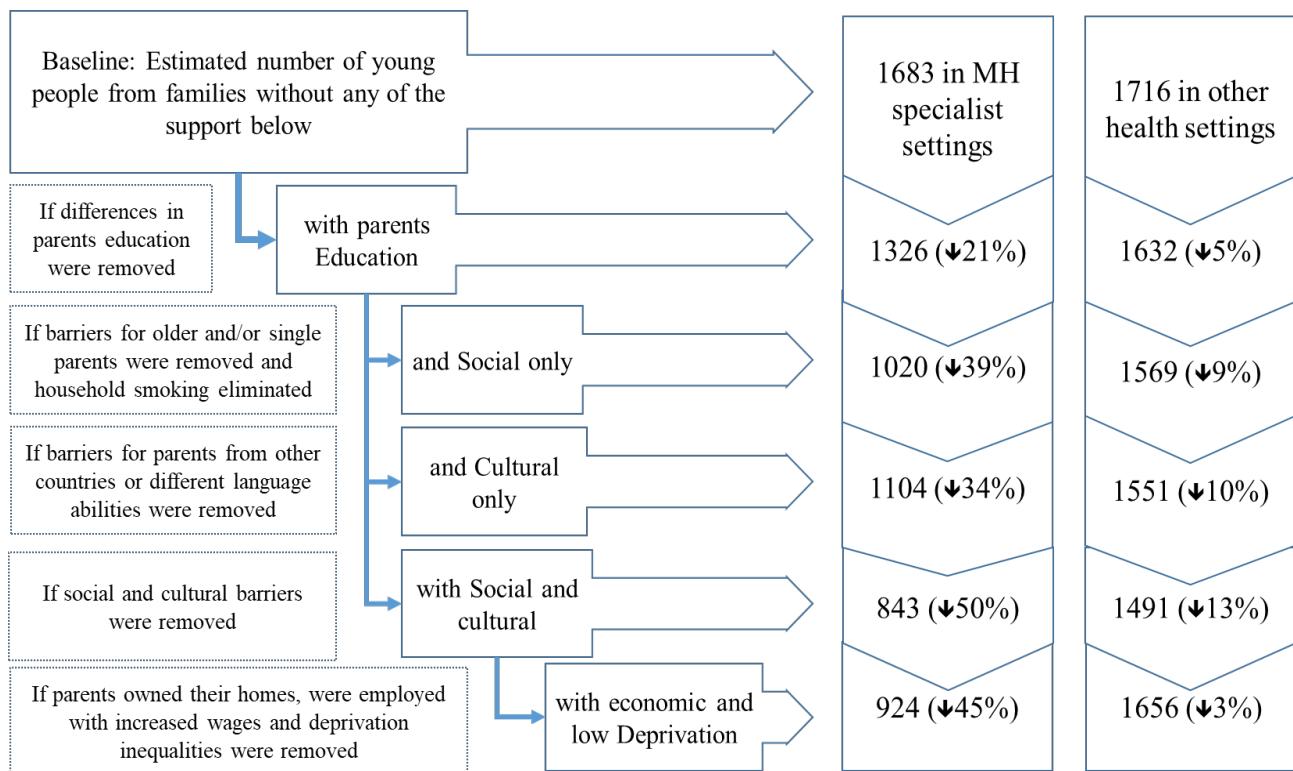 Baseline: Estimated number of young
people from families without any of the
support below
1683 in MH
specialist
settings
1716 in other
health settings
If differences in
parents education
were removed
with parents
Education
1326 (🡻21%)
1632 (🡻5%)
If barriers for older and/or single
parents were removed and
household smoking eliminated
and Social only
1020 (🡻39%)
1569 (🡻9%)
If barriers for parents from other
countries or different language
abilities were removed
and Cultural
only
1104 (🡻34%)
1551 (🡻10%)
If social and cultural barriers
were removed
with Social and
cultural
843 (🡻50%)
1491 (🡻13%)
If parents owned their homes, were employed
with increased wages and deprivation
inequalities were removed
with economic and
low Deprivation
924 (🡻45%)
1656 (🡻3%)